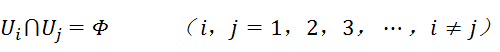 U_i∩U_j = Φ （i，j = 1，2，3，⋯，i ≠ j）